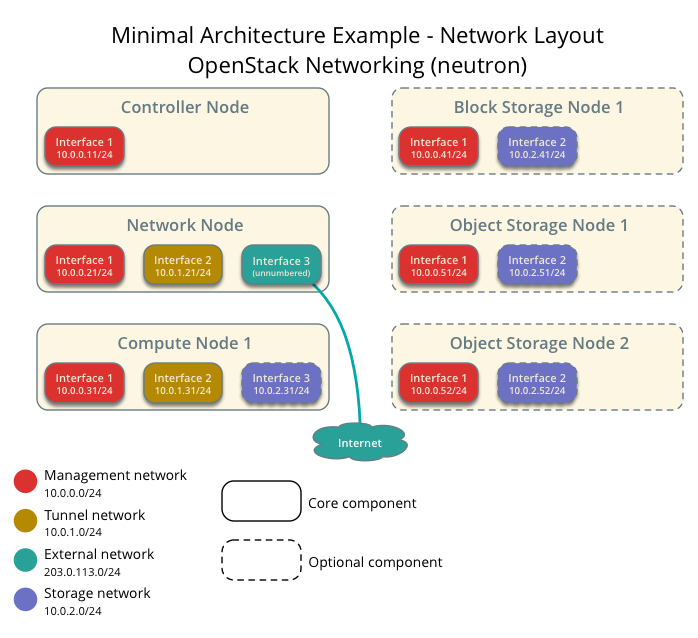 Minimal Architecture Example - Network Layout
OpenStack Networking (neutron)
Controller Node
Interface 1
10.0.0.11/24
Block Storage Node 1
Interface 1
10.0.0.41/24
Interface 2
10.0.2.41/24
Network Node
Interface 1
10.0.0.21/24
Interface 2
10.0.1.21/24
Interface 3
(unnumbered)
Object Storage Node 1
Interface 1
10.0.0.51/24
Interface 2
10.0.2.51/24
Compute Node 1
Interface 1
10.0.0.31/24
Interface 2
10.0.1.31/24
Interface 3
10.0.2.31/24
Object Storage Node 2
Interface 1
10.0.0.52/24
Interface 2
10.0.2.52/24
Internet
Management network
10.0.0.0/24
Tunnel network
10.0.1.0/24
External network
203.0.113.0/24
Storage network
10.0.2.0/24
Core component
Optional component